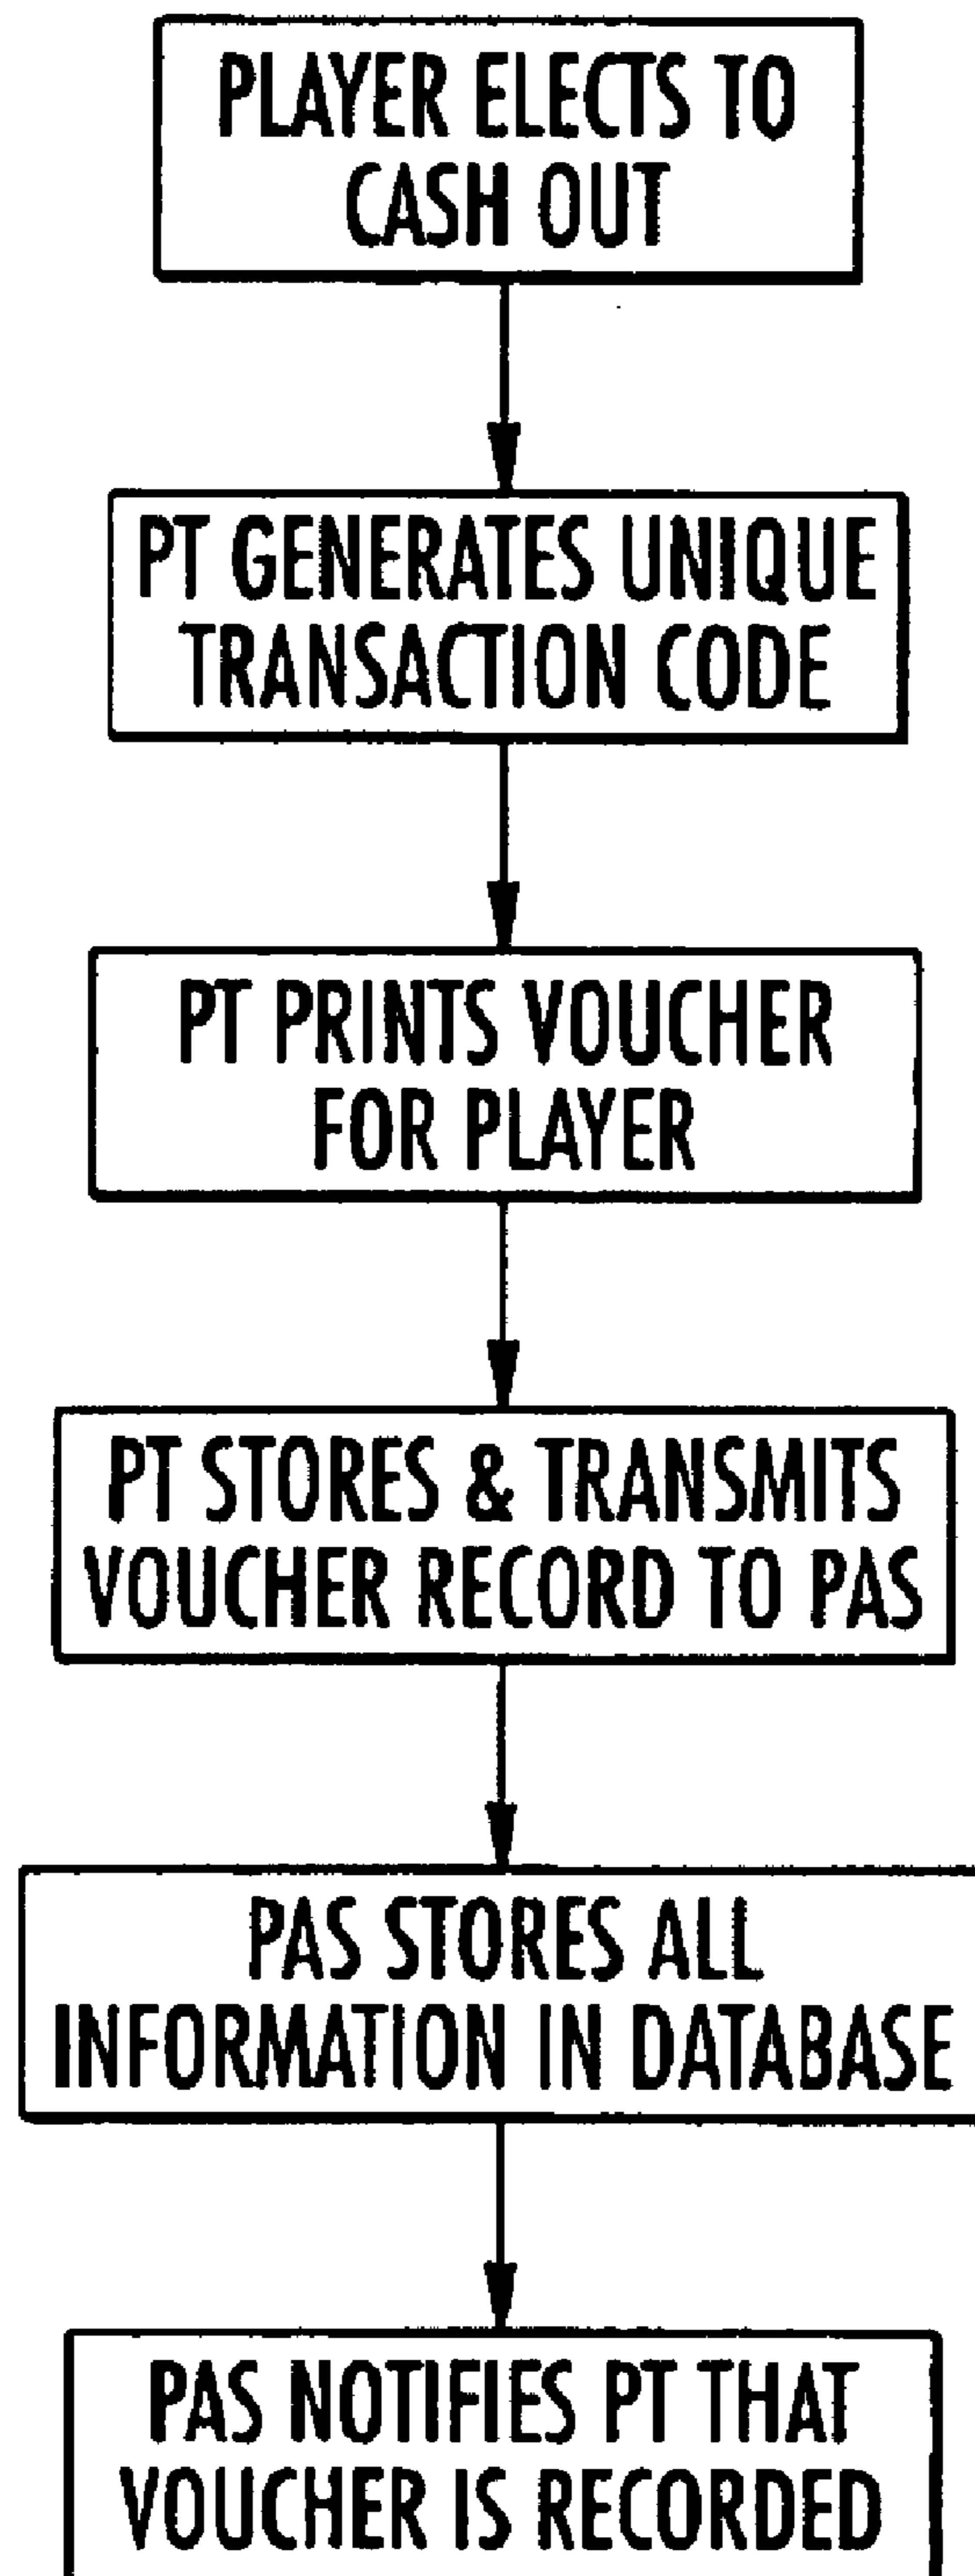 PLAYER ELECTS TO
CASH OUT
PT GENERATES UNIQUE
TRANSACTION CODE
PT PRINTS VOUCHER
FOR PLAYER
PT STORES & TRANSMITS
VOUCHER RECORD TO PAS
PAS STORES ALL
INFORMATION IN DATABASE
PAS NOTIFIES PT THAT
VOUCHER IS RECORDED